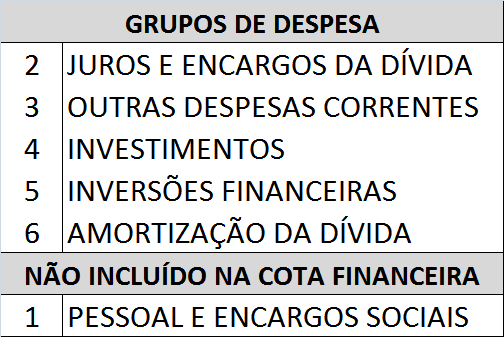 GRUPOS DE DESPESA
2 JUROS E ENCARGOS DA DÍVIDA
3 OUTRAS DESPESAS CORRENTES
4 INVESTIMENTOS
5 INVERSÕES FINANCEIRAS
6 AMORTIZAÇÃO DA DÍVIDA
NÃO INCLUÍDO NA COTA FINANCEIRA
1 PESSOAL E ENCARGOS SOCIAIS